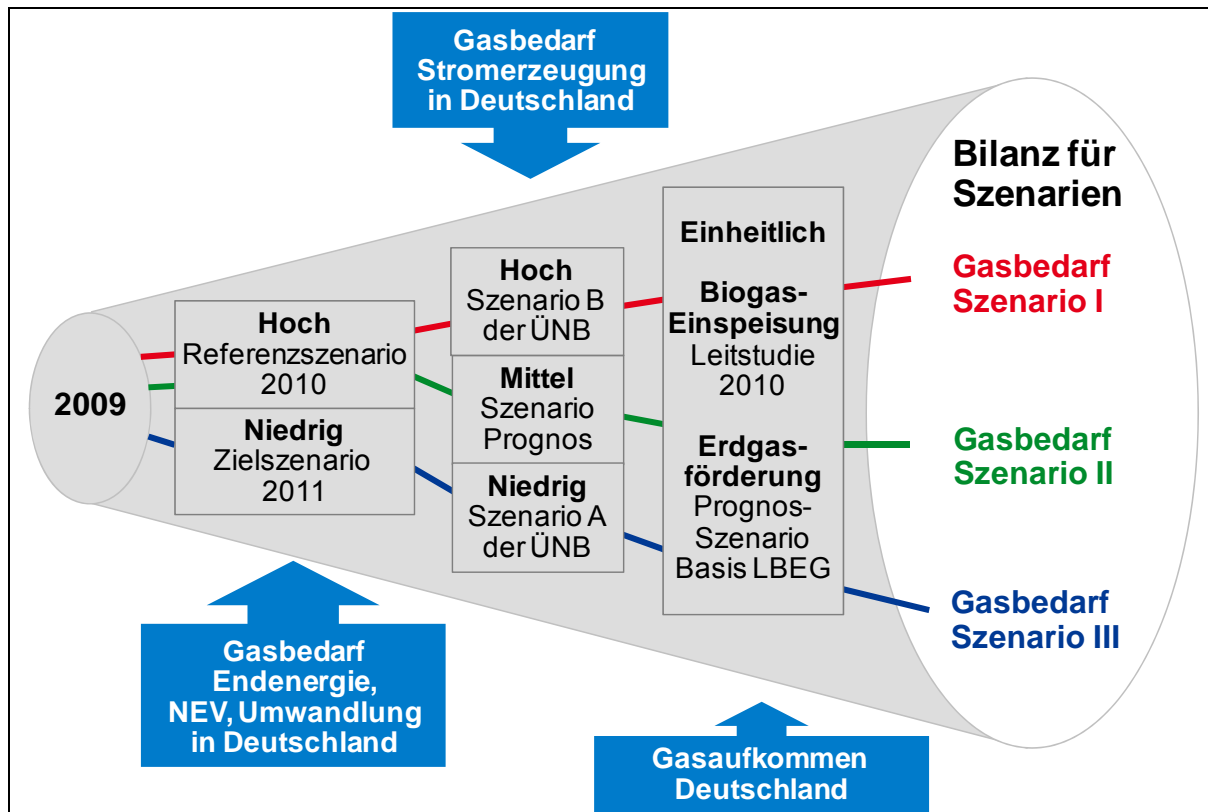 Gasbedarf
Stromerzeugung
in Deutschland
Bilanz für
Szenarien
2009
Hoch
Referenzszenario
2010
Niedrig
Zielszenario
2011
Hoch
Szenario B
der ÜNB
Mittel
Szenario
Prognos
Niedrig
Szenario A
der ÜNB
Einheitlich
Biogas-
Einspeisung
Leitstudie
2010
Erdgas-
förderung
Prognos-
Szenario
Basis LBEG
Gasbedarf
Szenario I
Gasbedarf
Szenario II
Gasbedarf
Szenario III
Gasbedarf
Endenergie,
NEV, Umwandlung
in Deutschland
Gasaufkommen
Deutschland